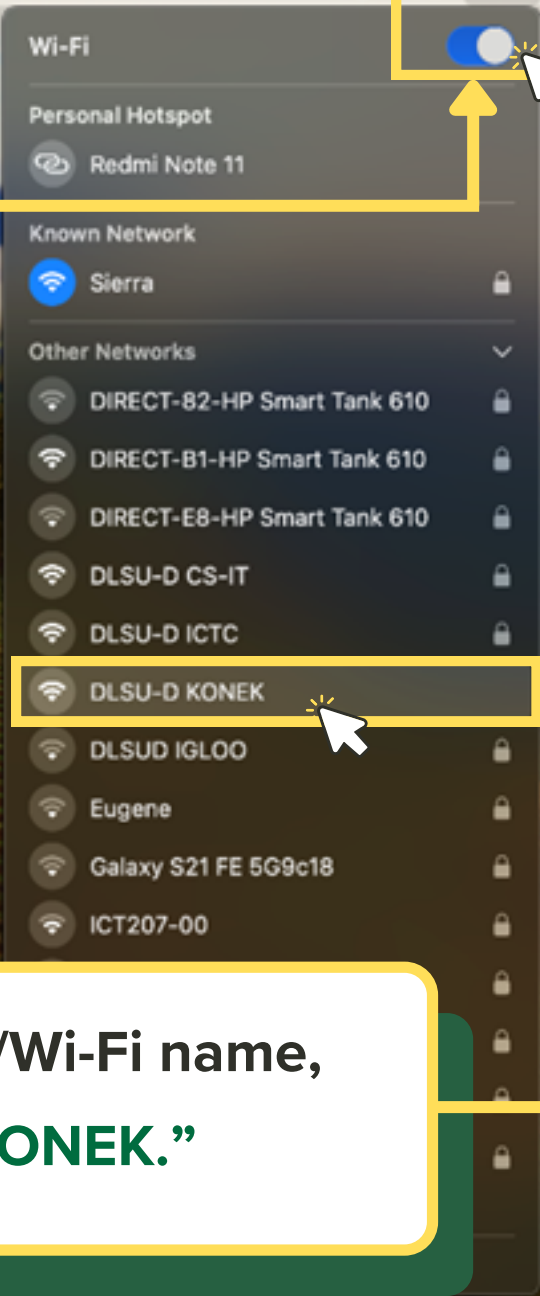 Wi-Fi
Personal Hotspot
Redmi Note 11
Known Network
Sierra
Other Networks
DIRECT-82-HP Smart Tank 610
DIRECT-B1-HP Smart Tank 610
DIRECT-E8-HP Smart Tank 610
DLSU-D CS-IT
DLSU-D ICTC
DLSU-D KONEK
DLSUD IGLOO
Eugene
Galaxy S21 FE 5G9c18
ICT207-00
/Wi-Fi name,
ONEK.”